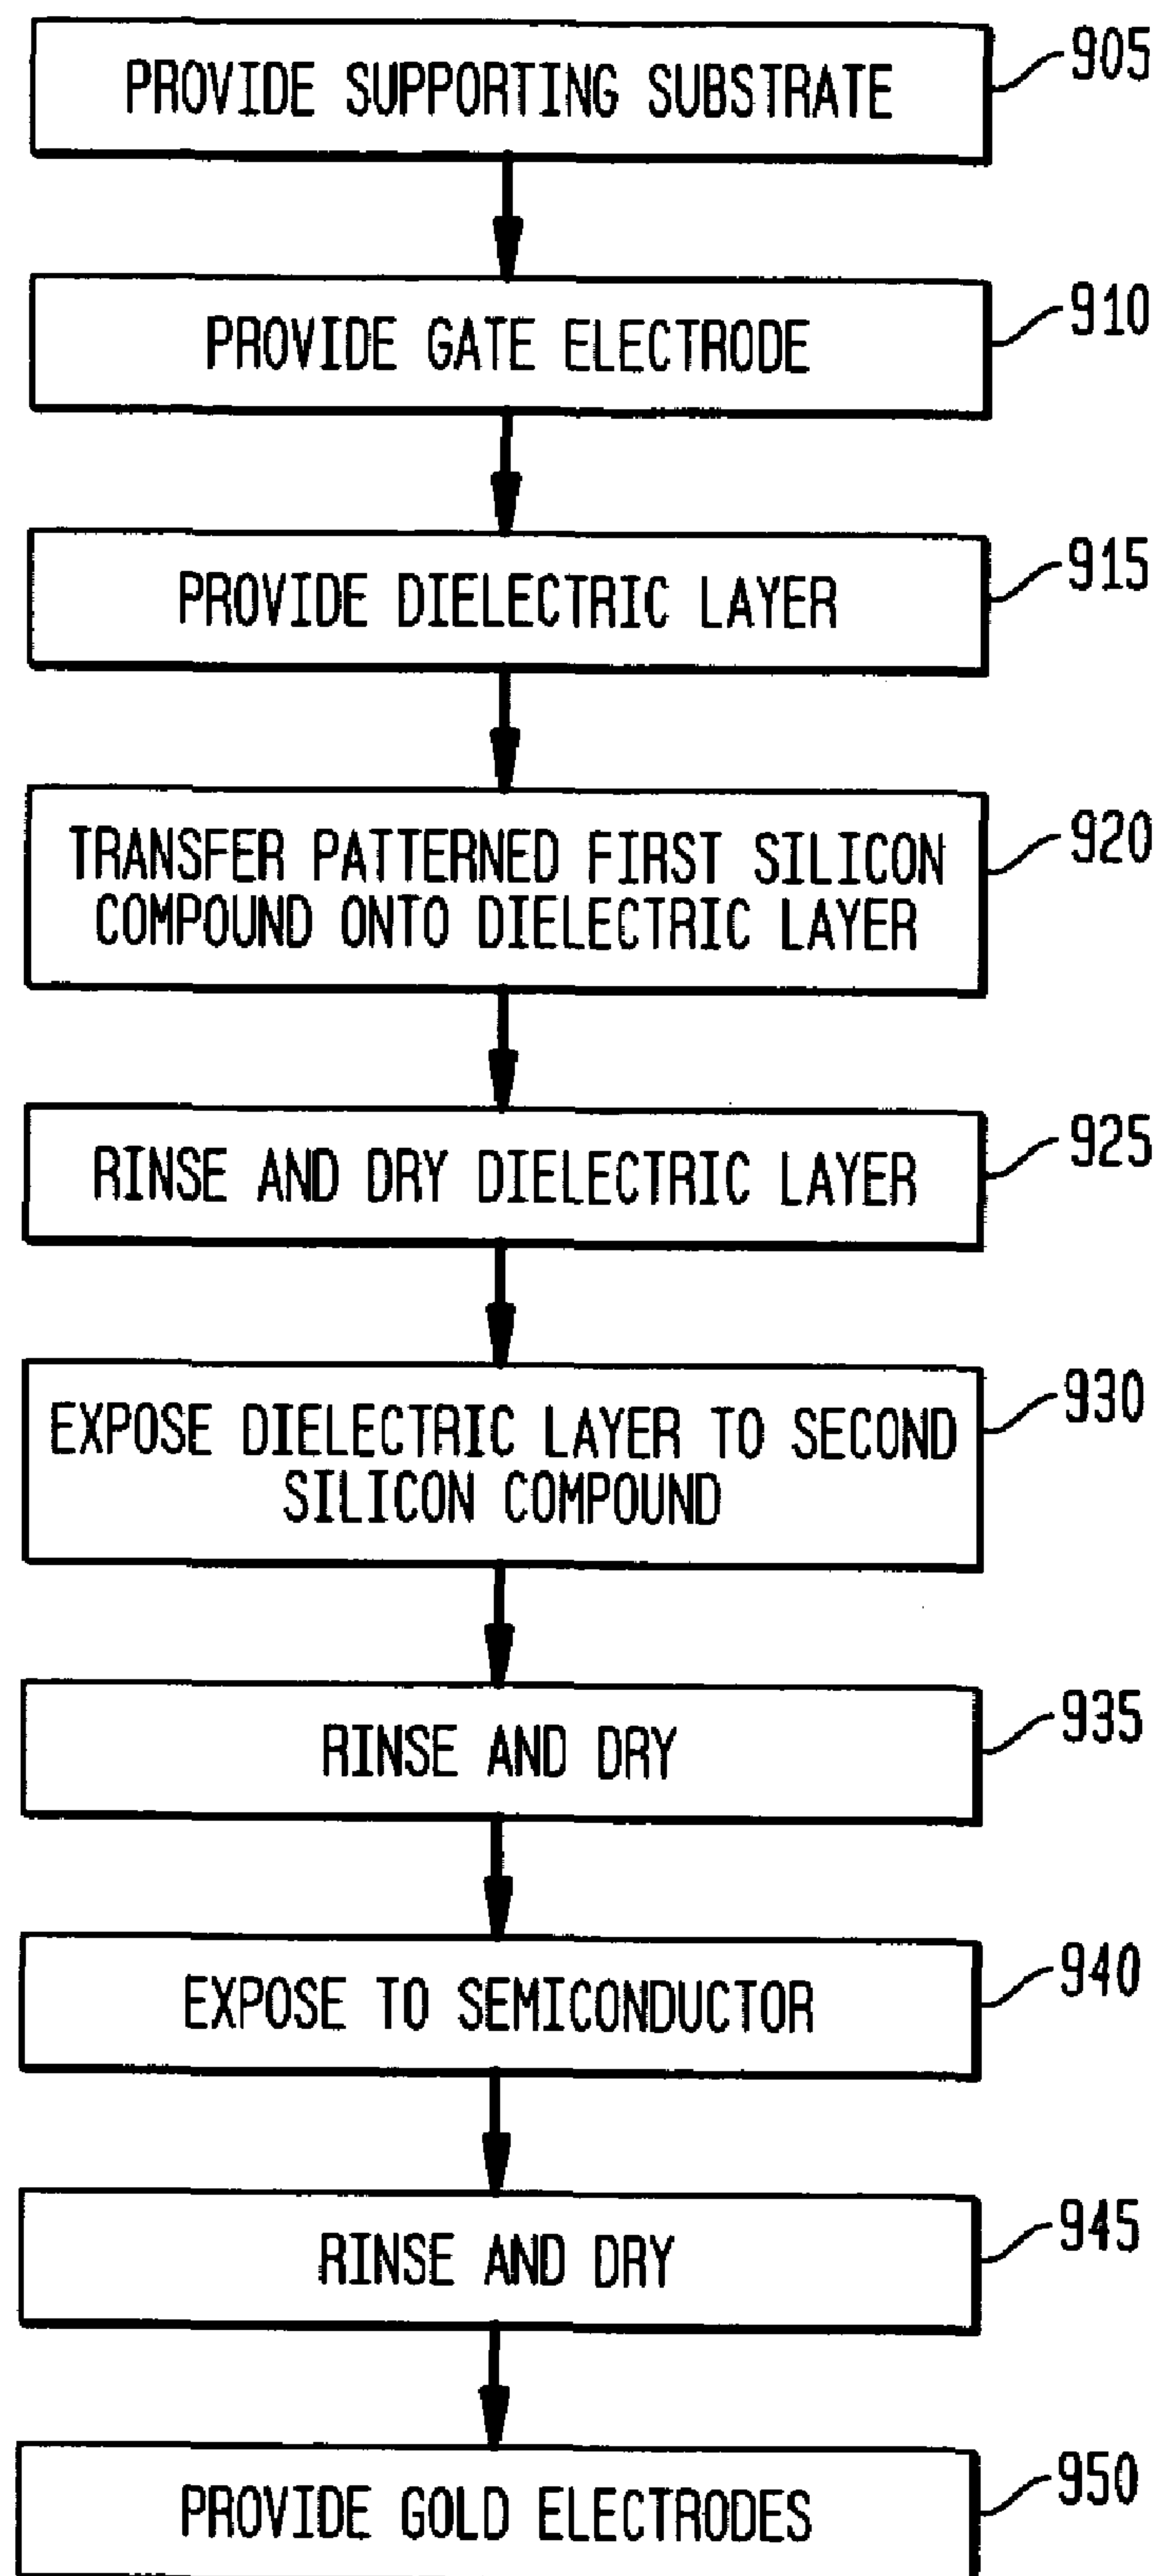 PROVIDE SUPPORTING SUBSTRATE
905
PROVIDE GATE ELECTRODE
910
PROVIDE DIELECTRIC LAYER
915
TRANSFER PATTERNED FIRST SILICON
COMPOUND ONTO DIELECTRIC LAYER
920
RINSE AND DRY DIELECTRIC LAYER
925
EXPOSE DIELECTRIC LAYER TO SECOND
SILICON COMPOUND
930
RINSE AND DRY
935
EXPOSE TO SEMICONDUCTOR
940
RINSE AND DRY
945
PROVIDE GOLD ELECTRODES
950